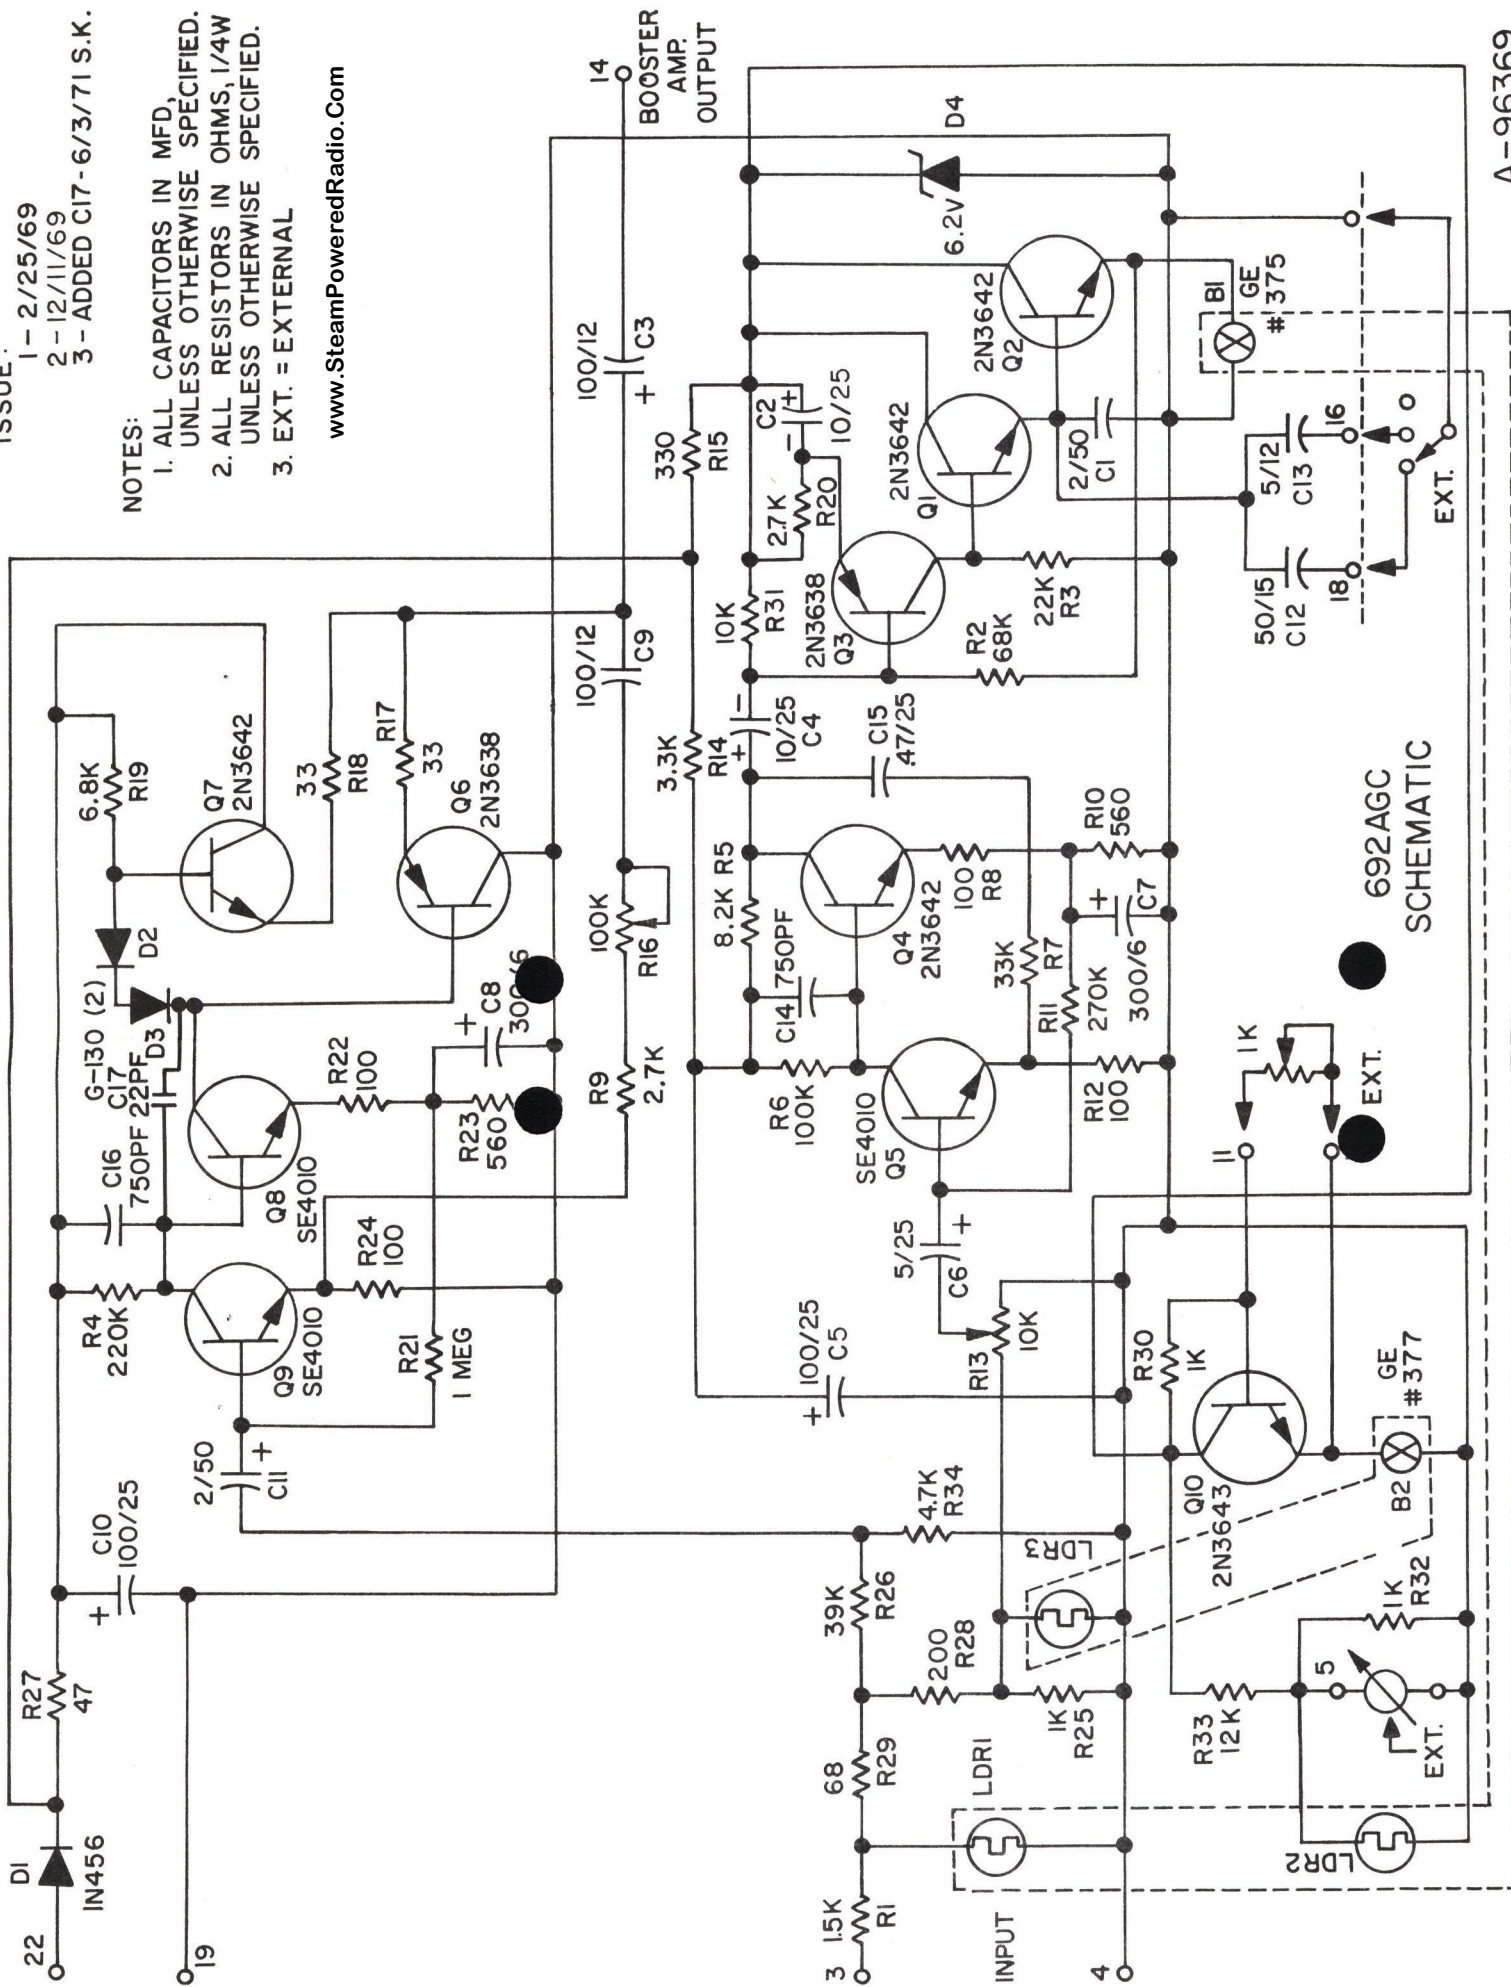 ISSUE:
1 - 2/25/69
2 - 12/11/69
3 - ADDED C17 - 6/3/71 S.K.
NOTES:
1. ALL CAPACITORS IN MFD,
UNLESS OTHERWISE SPECIFIED.
2. ALL RESISTORS IN OHMS, 1/4W
UNLESS OTHERWISE SPECIFIED.
3. EXT. = EXTERNAL
www.SteamPoweredRadio.Com
22
D1
1N456
R27
47
+
C10
100/25
19
R4
220K
C16
750PF
C17
22PF
G-130 (2)
D3
D2
6.8K
R19
Q7
2N3642
33
R18
R17
33
Q6
2N3638
Q8
SE4010
R22
100
+
C8
300/6
R23
560
Q9
SE4010
R24
100
R21
1 MEG
2/50
+
C11
R9
2.7K
100K
R16
100/12
C9
100/12
+
C3
14
BOOSTER
AMP.
OUTPUT
3.3K
R14
330
R15
8.2K R5
C14
750PF
R6
100K
SE4010
Q5
Q4
2N3642
100
R8
33K
R7
R11
270K
R12
100
R10
560
+
C7
300/6
+
-
10/25
C4
C15
.47/25
10K
R31
2N3638
Q3
R2
68K
22K
R3
2.7K
R20
C2
-
+
10/25
2N3642
Q1
2N3642
Q2
2/50
C1
6.2V
D4
B1
GE
#375
50/15
C12
18
5/12
C13
16
EXT.
5/25
C6
+
R13
10K
+
100/25
C5
3
1.5K
R1
INPUT
4
LDR1
68
R29
39K
R26
4.7K
R34
200
R28
1K
R25
LDR3
R30
1K
Q10
2N3643
B2
GE
#377
11
1K
EXT.
R33
12K
5
EXT.
1K
R32
LDR2
692AGC
SCHEMATIC
A-96369